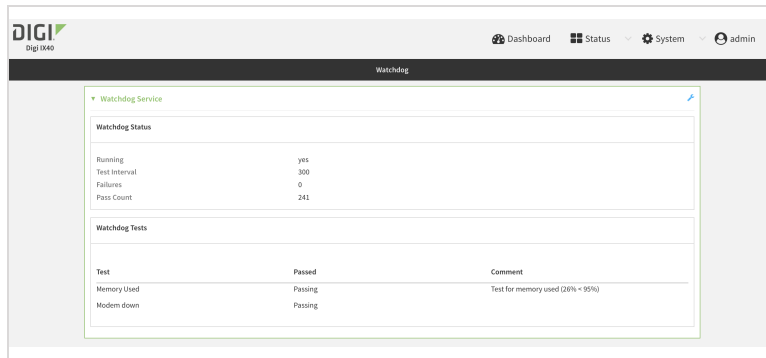 DIGI
Digi IX40
Dashboard Status System admin
Watchdog
Watchdog Service
Watchdog Status
Running yes
Test Interval 300
Failures 0
Pass Count 241
Watchdog Tests
Test Passed Comment
Memory Used Passing Test for memory used (26% < 95%)
Modem down Passing